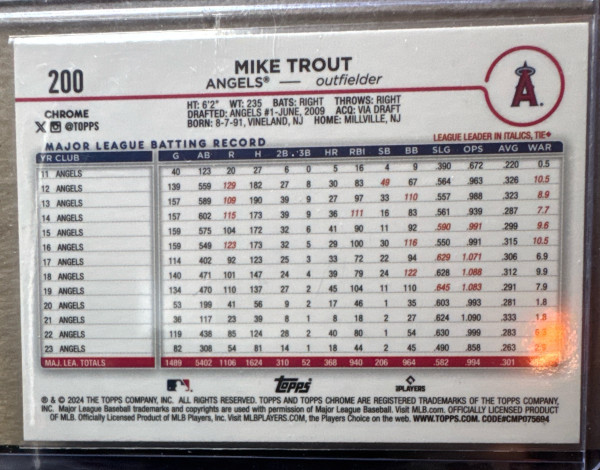 200
MIKE TROUT
ANGELS® — outfielder
A
CHROME
X @TOPPS
HT: 6'2" WT: 235 BATS: RIGHT THROWS: RIGHT
DRAFTED: ANGELS #1-JUNE, 2009 ACQ: VIA DRAFT
BORN: 8-7-91, VINELAND, NJ HOME: MILLVILLE, NJ
MAJOR LEAGUE BATTING RECORD LEAGUE LEADER IN ITALICS, TIE♦
YR CLUB G AB R H 2B 3B HR RBI SB BB SLG OPS AVG WAR
11 ANGELS 40 123 20 27 6 0 5 16 4 9 .390 .672 .220 0.5
12 ANGELS 139 559 129 182 27 8 30 83 49 67 .564 .963 .326 10.5
13 ANGELS 157 589 109 190 39 9 27 97 33 110 .557 .988 .323 8.9
14 ANGELS 157 602 115 173 39 9 36 111 16 83 .561 .939 .287 7.7
15 ANGELS 159 575 104 172 32 6 41 90 11 92 .590 .991 .299 9.6
16 ANGELS 159 549 123 173 32 5 29 100 30 116 .550 .991 .315 10.5
17 ANGELS 114 402 92 123 25 3 33 72 22 94 .629 1.071 .306 6.9
18 ANGELS 140 471 101 147 24 4 39 79 24 122 .628 1.088 .312 9.9
19 ANGELS 134 470 110 137 27 2 45 104 11 110 .645 1.083 .291 7.9
20 ANGELS 53 199 41 56 9 2 17 46 1 35 .603 .993 .281 1.8
21 ANGELS 36 117 23 39 8 1 8 18 2 27 .624 1.090 .333 1.8
22 ANGELS 119 438 85 124 28 2 40 80 1 54 .630 .999 .283
23 ANGELS 82 308 54 81 14 1 18 44 2 45 .490 .858 .263
MAJ. LEA. TOTALS 1489 5402 1106 1624 310 52 368 940 206 964 .582 .994 .301
MLB Topps PLAYERS
® & © 2024 THE TOPPS COMPANY, INC. ALL RIGHTS RESERVED. TOPPS AND TOPPS CHROME ARE REGISTERED TRADEMARKS OF THE TOPPS COMPANY,
INC. Major League Baseball trademarks and copyrights are used with permission of Major League Baseball. Visit MLB.com. OFFICIALLY LICENSED PRODUCT
OF MLB. Officially Licensed Product of MLB Players, Inc. Visit MLBPLAYERS.COM, the Players Choice on the web. WWW.TOPPS.COM. CODE#CMP075694